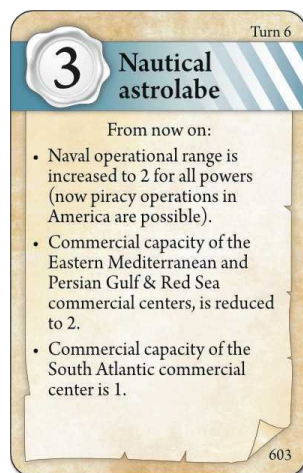 Turn 6
3
Nautical
astrolabe
From now on:
• Naval operational range is
increased to 2 for all powers
(now piracy operations in
America are possible).
• Commercial capacity of the
Eastern Mediterranean and
Persian Gulf & Red Sea
commercial centers, is reduced
to 2.
• Commercial capacity of the
South Atlantic commercial
center is 1.
603